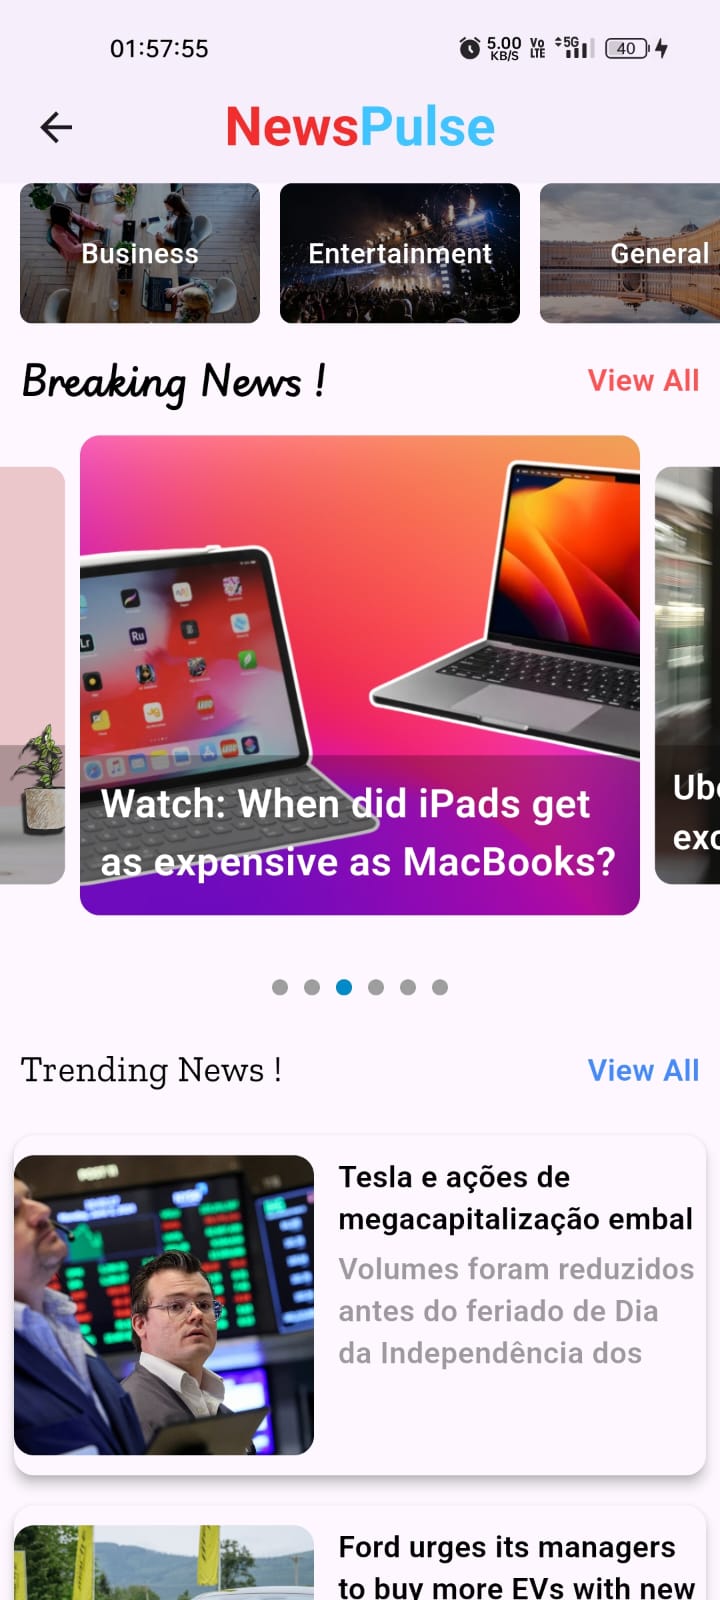 01:57:55
5.00
KB/S
Vo
LTE
5G
40
NewsPulse
Business
Entertainment
General
Breaking News !
View All
Lr
Ru
Watch: When did iPads get
as expensive as MacBooks?
Trending News !
View All
Tesla e ações de
megacapitalização embal
Volumes foram reduzidos
antes do feriado de Dia
da Independência dos
Ford urges its managers
to buy more EVs with new